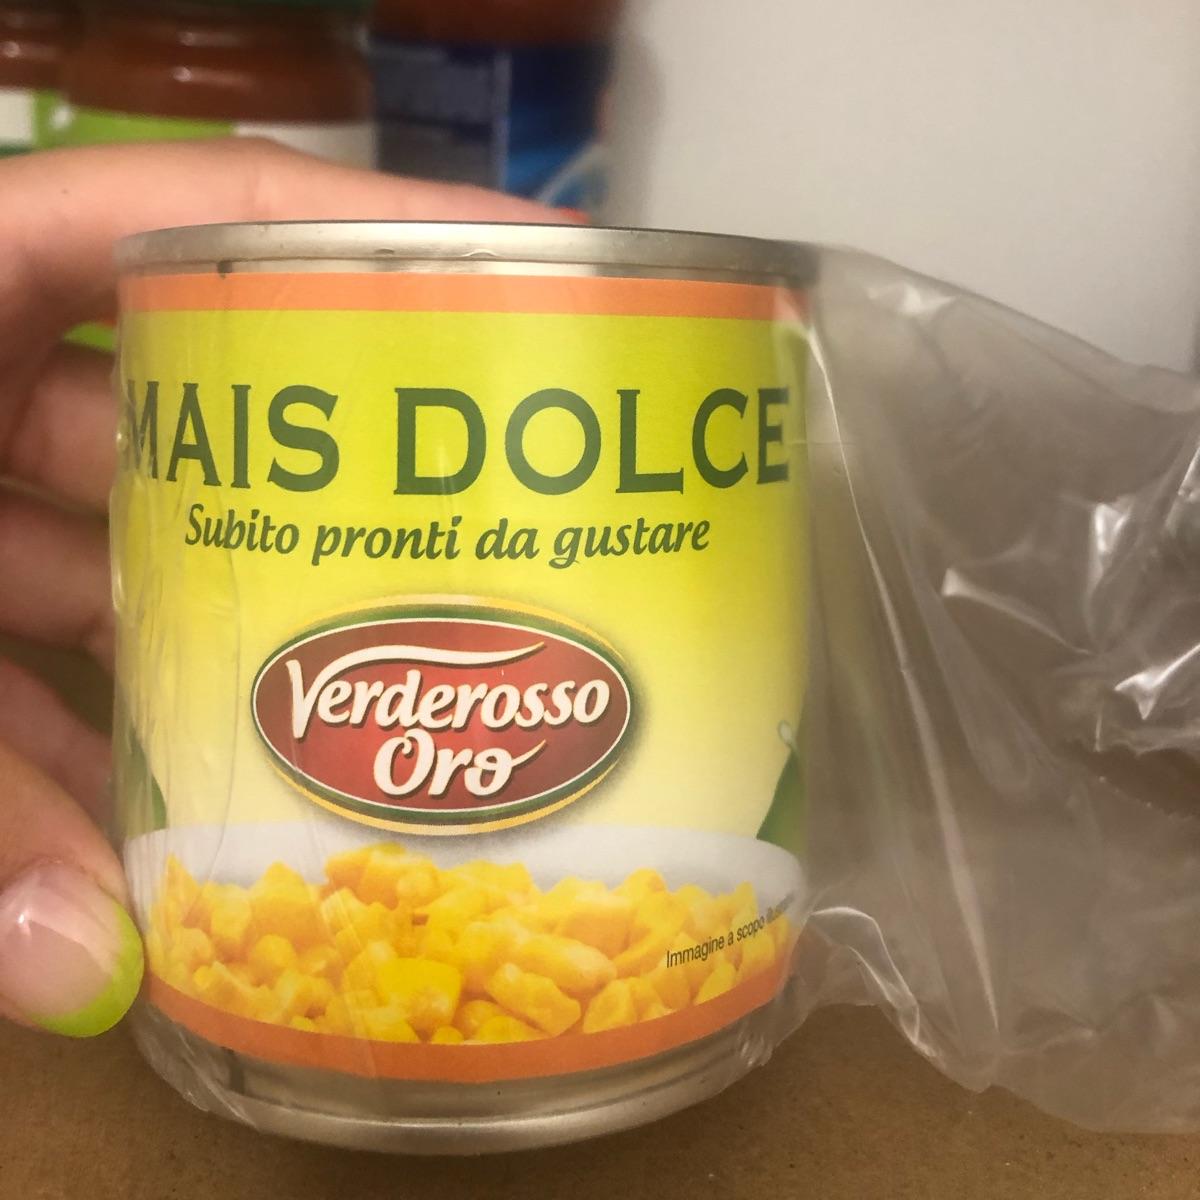 MAIS DOLCE
Subito pronti da gustare
Verderosso
Oro
Immagine a scopo